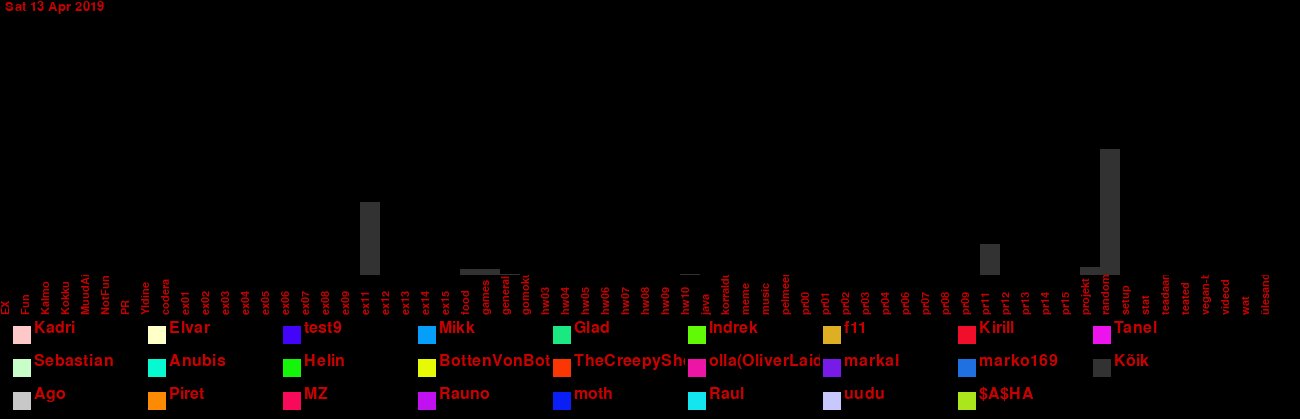 Sat 13 Apr 2019
EX Fun Kalmo Kokku MuudAi NotFun PR Yldine codera ex01 ex02 ex03 ex04 ex05 ex06 ex07 ex08 ex09 ex11 ex12 ex13 ex14 ex15 food games general gomoku hw03 hw04 hw05 hw06 hw07 hw08 hw09 hw10 java korraldu meme music pelmeer pr00 pr01 pr02 pr03 pr04 pr06 pr07 pr08 pr09 pr11 pr12 pr13 pr14 pr15 projekt random setup stat teadaan teated vegan-t videod wat ülesand
Kadri Elvar test9 Mikk Glad Indrek f11 Kirill Tanel
Sebastian Anubis Helin BottenVonBot TheCreepySh olla(OliverLaid markal marko169 Kõik
Ago Piret MZ Rauno moth Raul uudu $A$HA